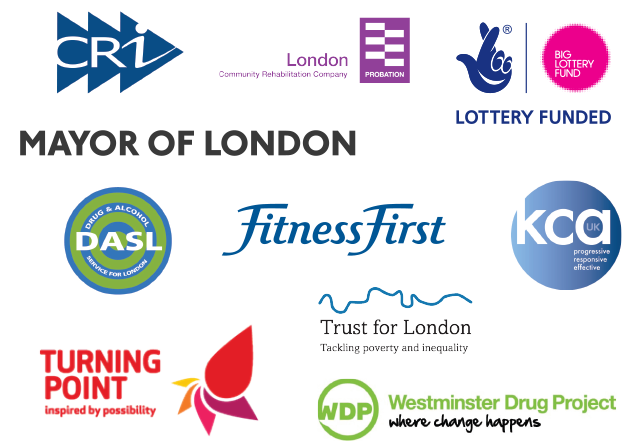 CRi
London
Community Rehabilitation Company
PROBATION
®
BIG
LOTTERY
FUND
LOTTERY FUNDED
MAYOR OF LONDON
DRUG & ALCOHOL
DASL
SERVICE FOR LONDON
Fitness First
kca
UK
progressive
responsive
effective
Trust for London
Tackling poverty and inequality
TURNING
POINT
inspired by possibility
WDP
Westminster Drug Project
where change happens